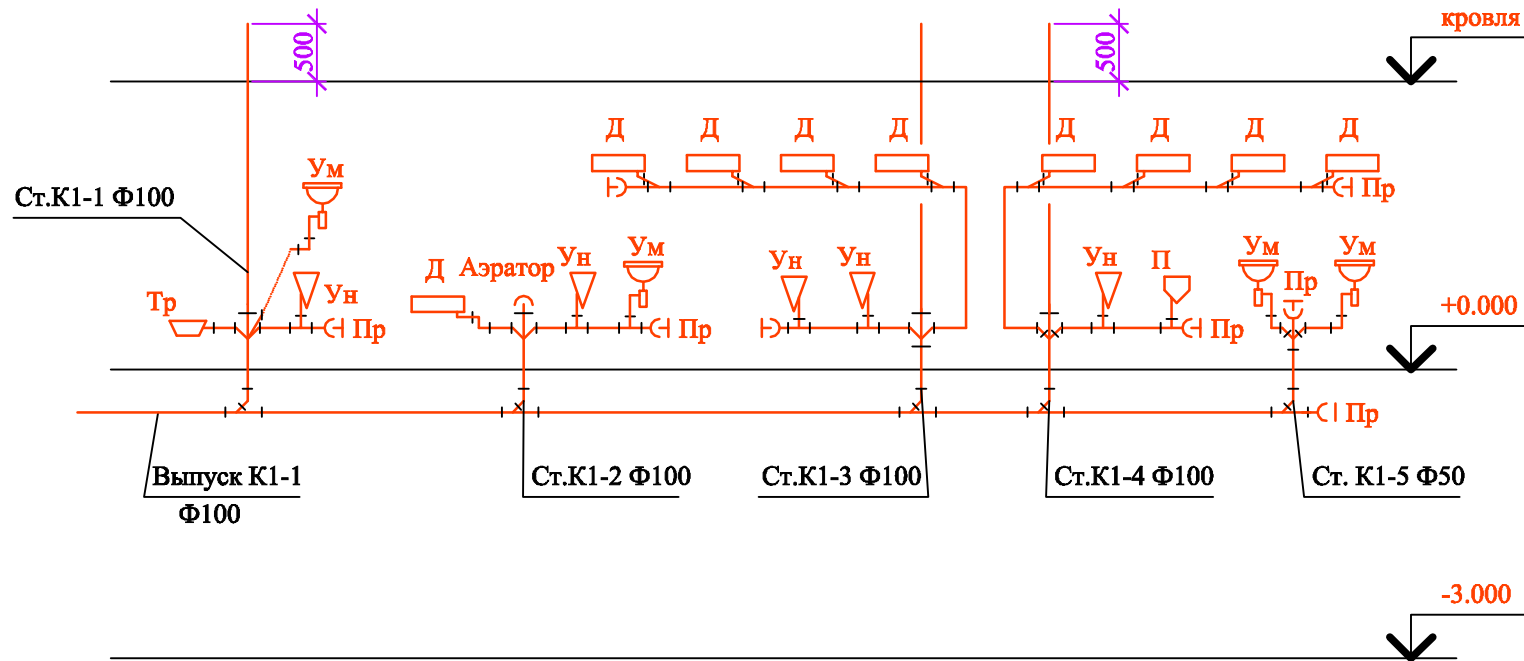 кровля
500
500
Д
Д
Д
Д
Д
Д
Д
Д
Ум
Ст.К1-1 Ф100
Пр
Д
Аэратор
Ун
Ум
Ун
Ун
Ун
П
Ум
Пр
Ум
Тр
Ун
Пр
Пр
Пр
+0.000
Пр
Выпуск К1-1
Ф100
Ст.К1-2 Ф100
Ст.К1-3 Ф100
Ст.К1-4 Ф100
Ст. К1-5 Ф50
-3.000